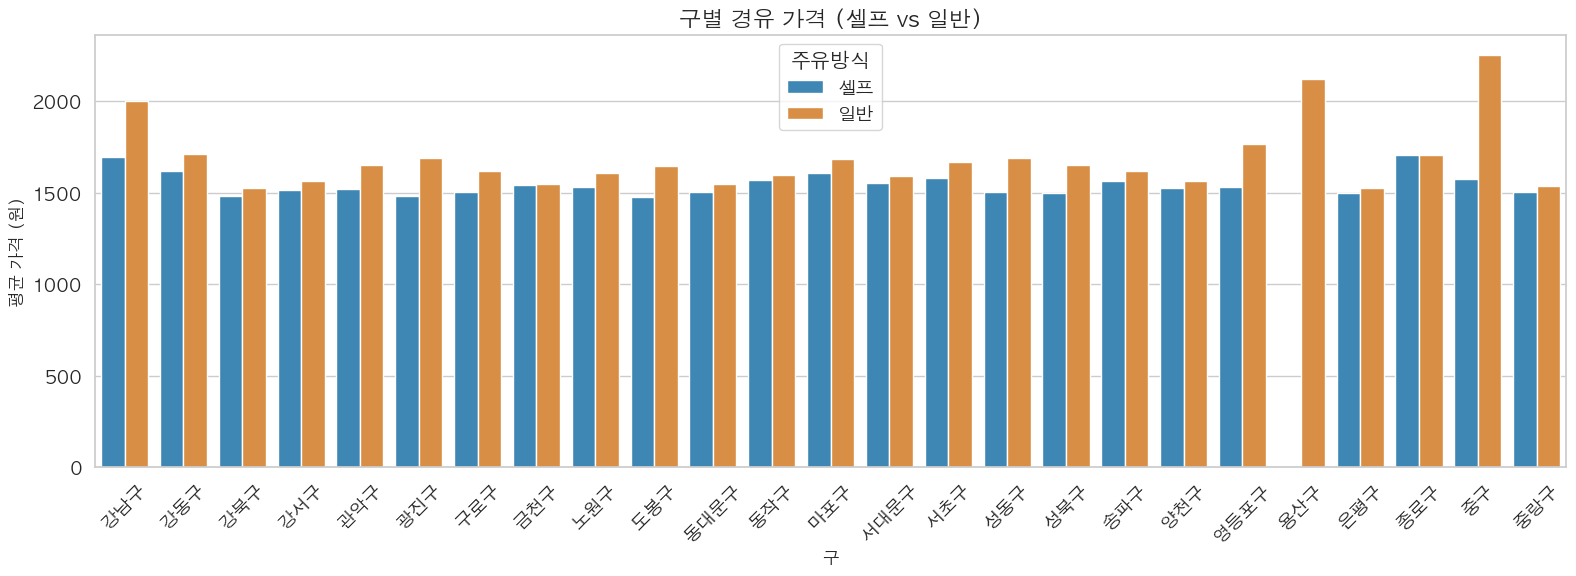 구별 경유 가격 (셀프 vs 일반)
주유방식
셀프
일반
평균 가격 (원)
2000
1500
1000
500
0
강남구
강동구
강북구
강서구
관악구
광진구
구로구
금천구
노원구
도봉구
동대문구
동작구
마포구
서대문구
서초구
성동구
성북구
송파구
양천구
영등포구
용산구
은평구
종로구
중구
중랑구
구